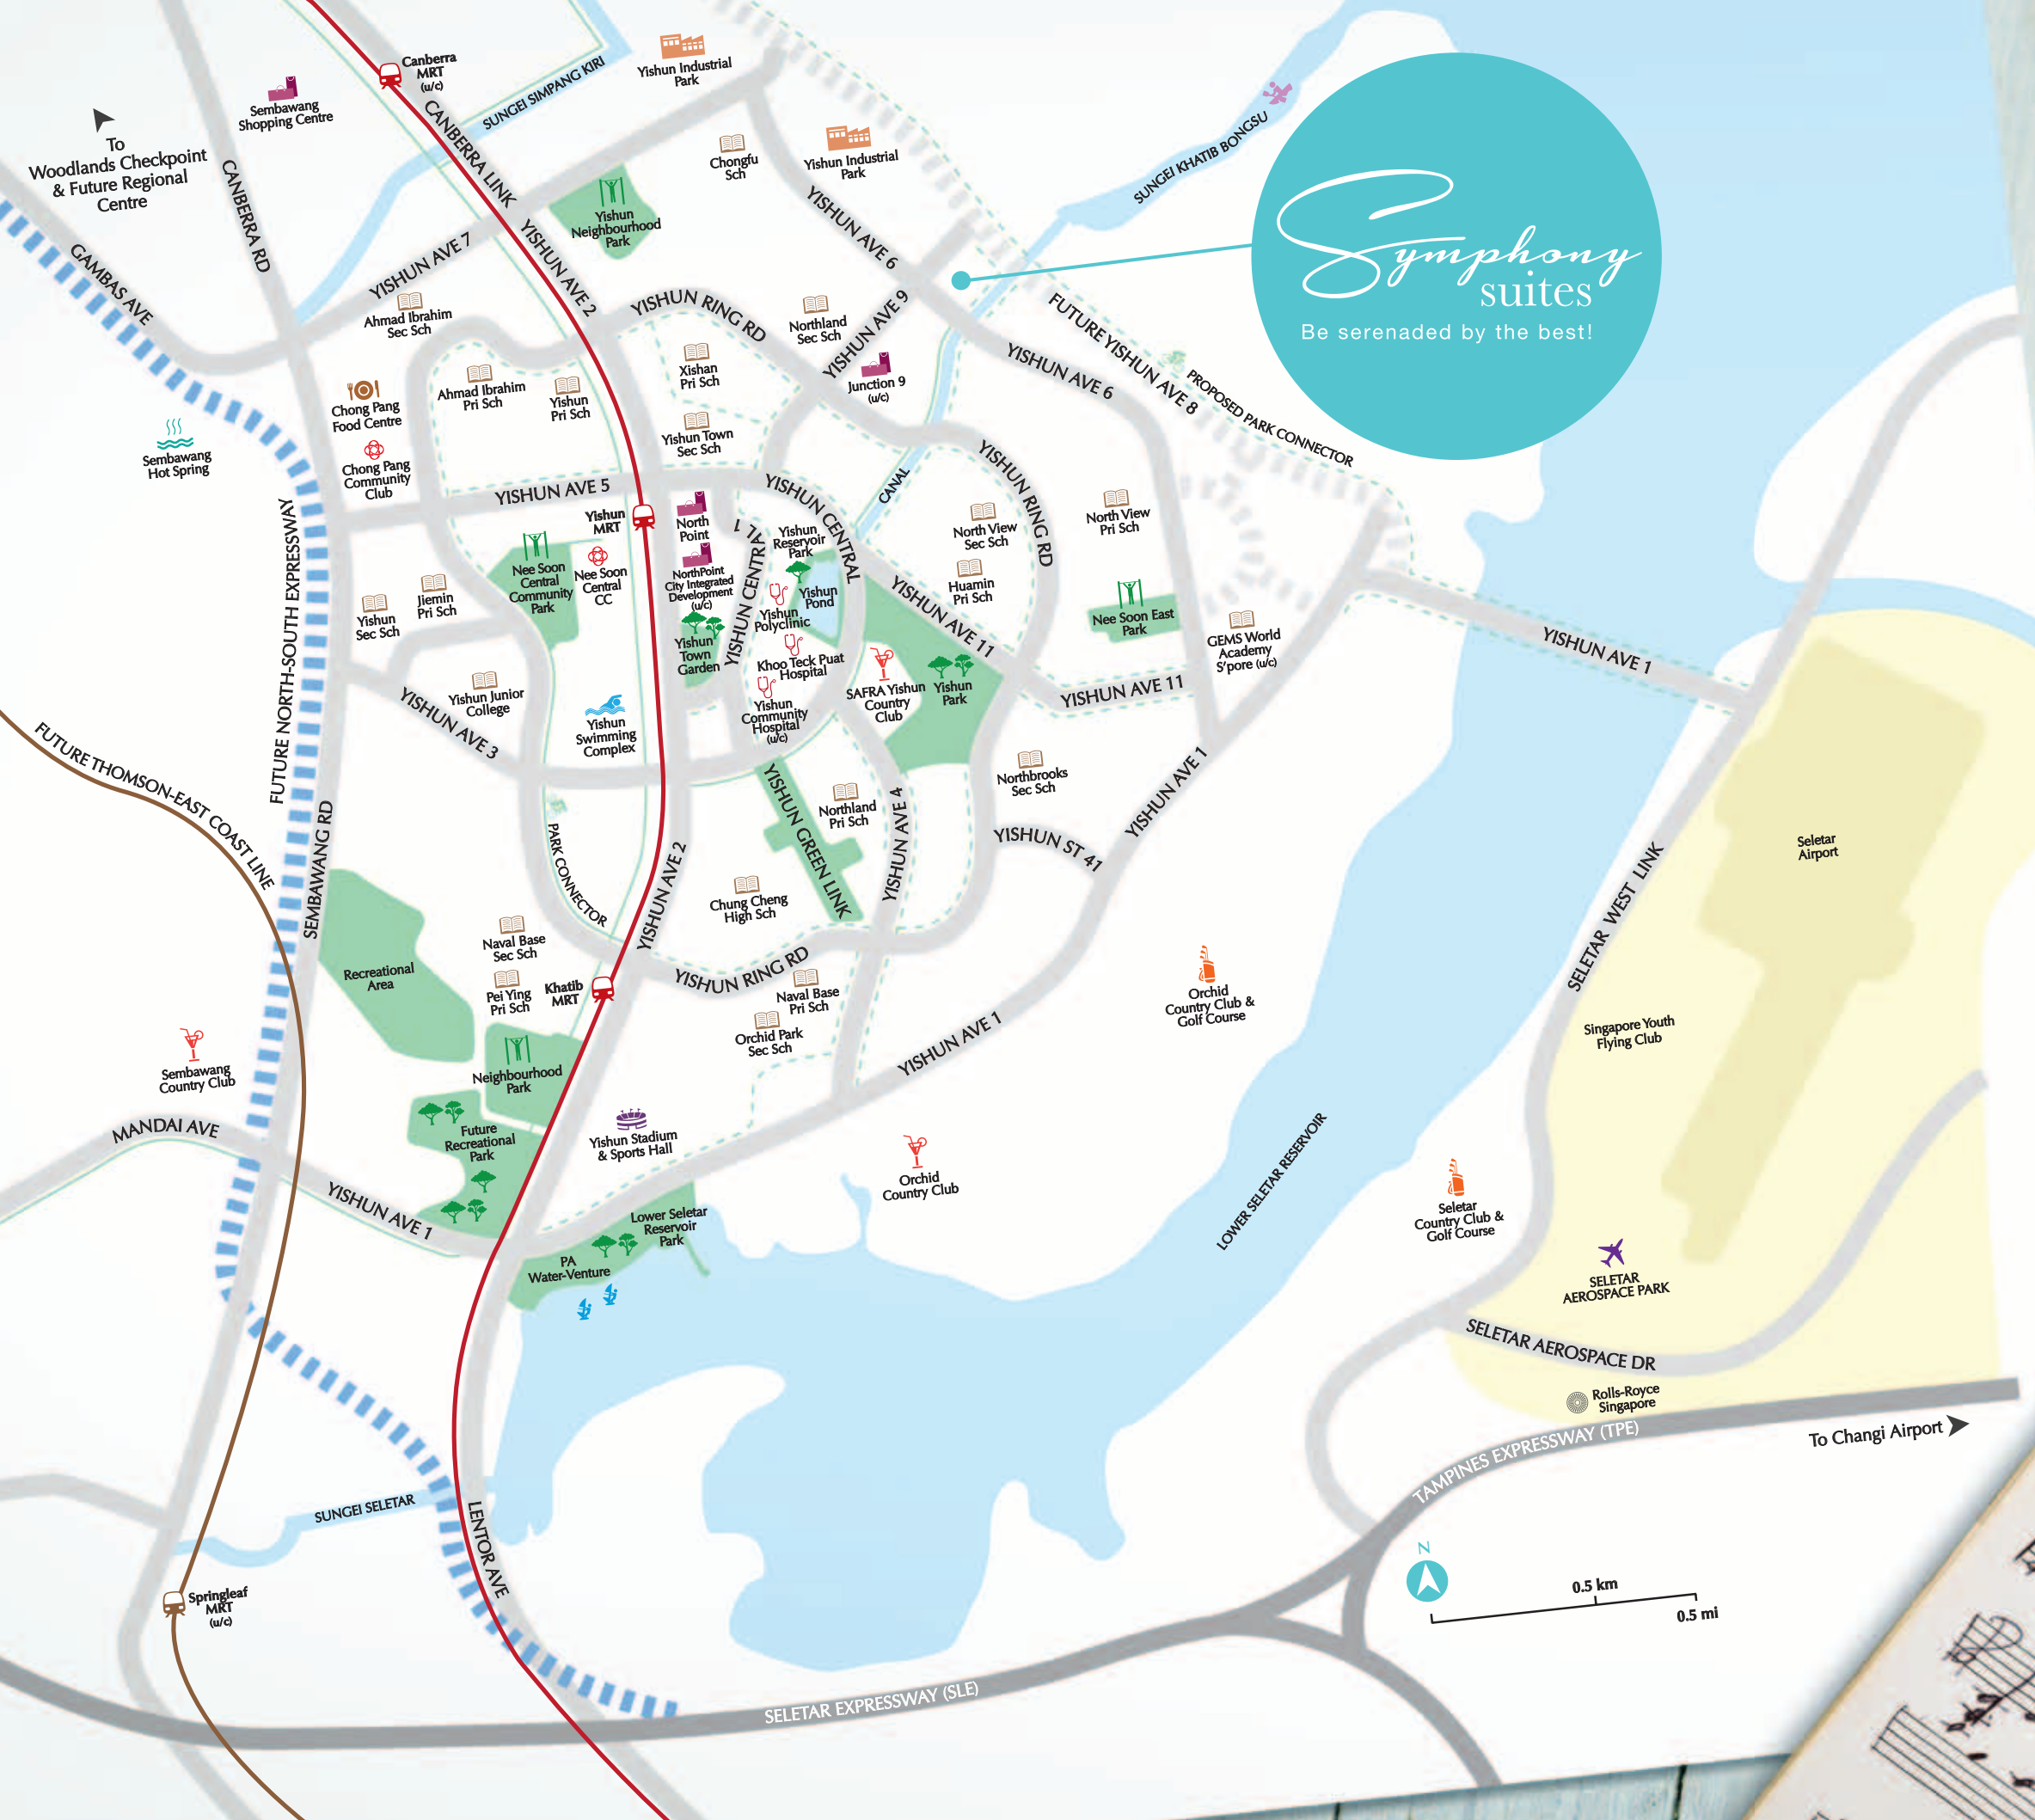 Canberra
MRT
(u/c)
Yishun Industrial
Park
Sembawang
Shopping Centre
SUNGEI SIMPANG KIRI
To
Woodlands Checkpoint
& Future Regional
Centre
CANBERRA RD
CANBERRA LINK
Chongfu
Sch
Yishun Industrial
Park
SUNGEI KHATIB BONGSU
Symphony
suites
Be serenaded by the best!
GAMBAS AVE
YISHUN AVE 7
YISHUN AVE 2
Yishun
Neighbourhood
Park
YISHUN AVE 6
Ahmad Ibrahim
Sec Sch
YISHUN RING RD
Northland
Sec Sch
YISHUN AVE 9
FUTURE YISHUN AVE 8
PROPOSED PARK CONNECTOR
YISHUN AVE 6
Xishan
Pri Sch
Junction 9
(u/c)
Chong Pang
Food Centre
Ahmad Ibrahim
Pri Sch
Yishun
Pri Sch
Sembawang
Hot Spring
Chong Pang
Community
Club
Yishun Town
Sec Sch
YISHUN AVE 5
YISHUN CENTRAL
CANAL
YISHUN RING RD
FUTURE NORTH-SOUTH EXPRESSWAY
Yishun
MRT
North
Point
YISHUN CENTRAL 1
Yishun
Reservoir
Park
North View
Sec Sch
North View
Pri Sch
Nee Soon
Central
Community
Park
Nee Soon
Central
CC
NorthPoint
City Integrated
Development
(u/c)
Yishun
Pond
Yishun
Polyclinic
YISHUN AVE 11
Huamin
Pri Sch
Jiemin
Pri Sch
Yishun
Sec Sch
Yishun
Town
Garden
Khoo Teck Puat
Hospital
Nee Soon East
Park
GEMS World
Academy
S'pore (u/c)
YISHUN AVE 1
Yishun Junior
College
YISHUN AVE 3
Yishun
Swimming
Complex
Yishun
Community
Hospital
(u/c)
SAFRA Yishun
Country
Club
Yishun
Park
YISHUN AVE 11
FUTURE THOMSON-EAST COAST LINE
SEMBAWANG RD
PARK CONNECTOR
YISHUN AVE 2
YISHUN GREEN LINK
Northland
Pri Sch
YISHUN AVE 4
Northbrooks
Sec Sch
YISHUN ST 41
YISHUN AVE 1
Seletar
Airport
SELETAR WEST LINK
Chung Cheng
High Sch
Naval Base
Sec Sch
Recreational
Area
Pei Ying
Pri Sch
Khatib
MRT
YISHUN RING RD
Naval Base
Pri Sch
Orchid Park
Sec Sch
YISHUN AVE 1
Orchid
Country Club &
Golf Course
Singapore Youth
Flying Club
Sembawang
Country Club
Neighbourhood
Park
MANDAI AVE
Future
Recreational
Park
Yishun Stadium
& Sports Hall
Orchid
Country Club
LOWER SELETAR RESERVOIR
YISHUN AVE 1
Lower Seletar
Reservoir
Park
PA
Water-Venture
Seletar
Country Club &
Golf Course
SELETAR
AEROSPACE PARK
SELETAR AEROSPACE DR
Rolls-Royce
Singapore
TAMPINES EXPRESSWAY (TPE)
To Changi Airport
SUNGEI SELETAR
LENTOR AVE
Springleaf
MRT
(u/c)
N
0.5 km
0.5 mi
SELETAR EXPRESSWAY (SLE)